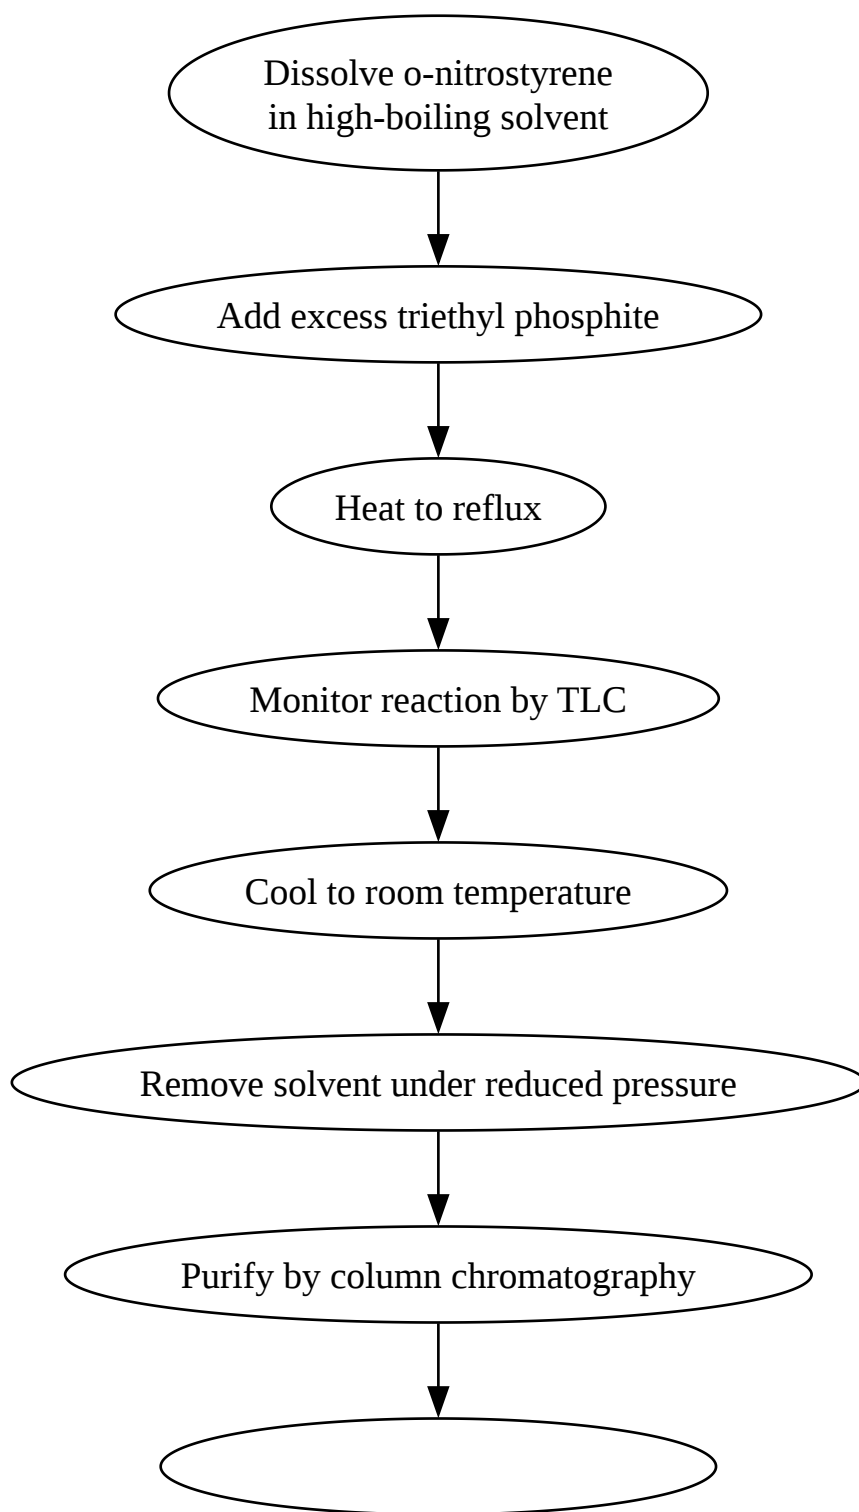 Dissolve o-nitrostyrene
in high-boiling solvent
Add excess triethyl phosphite
Heat to reflux
Monitor reaction by TLC
Cool to room temperature
Remove solvent under reduced pressure
Purify by column chromatography